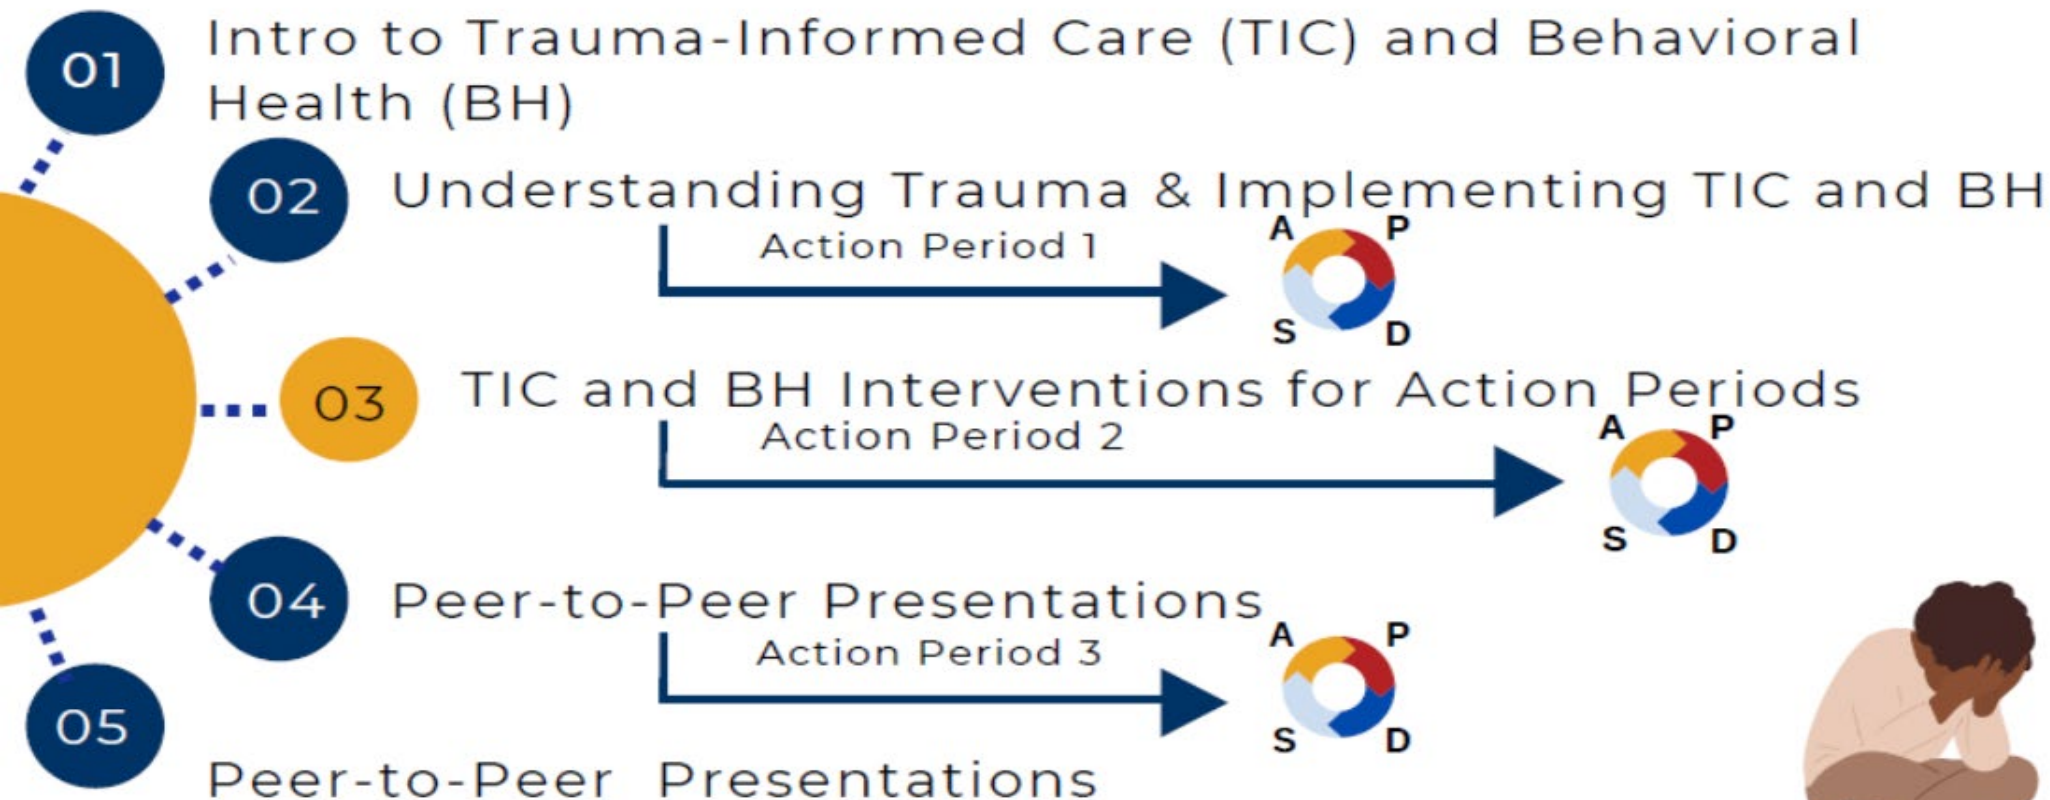 01
Intro to Trauma-Informed Care (TIC) and Behavioral
Health (BH)
02
Understanding Trauma & Implementing TIC and BH
Action Period 1
A P
S D
03
TIC and BH Interventions for Action Periods
Action Period 2
A P
S D
04
Peer-to-Peer Presentations
Action Period 3
A P
S D
05
Peer-to-Peer Presentations